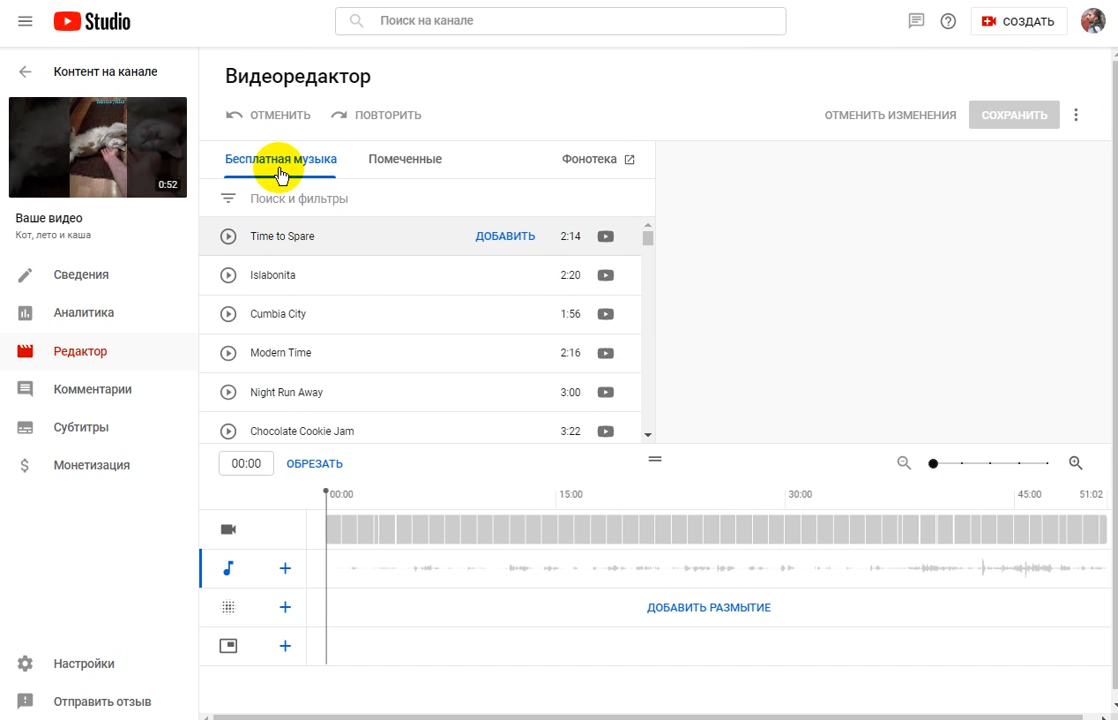 Studio
Поиск на канале
СОЗДАТЬ
Контент на канале
0:52
Ваше видео
Кот, лето и каша
Сведения
Аналитика
Редактор
Комментарии
Субтитры
Монетизация
Настройки
Отправить отзыв
Видеоредактор
ОТМЕНИТЬ ПОВТОРИТЬ
ОТМЕНИТЬ ИЗМЕНЕНИЯ СОХРАНИТЬ
Бесплатная музыка Помеченные Фонотека
Поиск и фильтры
Time to Spare ДОБАВИТЬ 2:14
Islabonita 2:20
Cumbia City 1:56
Modern Time 2:16
Night Run Away 3:00
Chocolate Cookie Jam 3:22
00:00 ОБРЕЗАТЬ
00:00 15:00 30:00 45:00 51:02
ДОБАВИТЬ РАЗМЫТИЕ